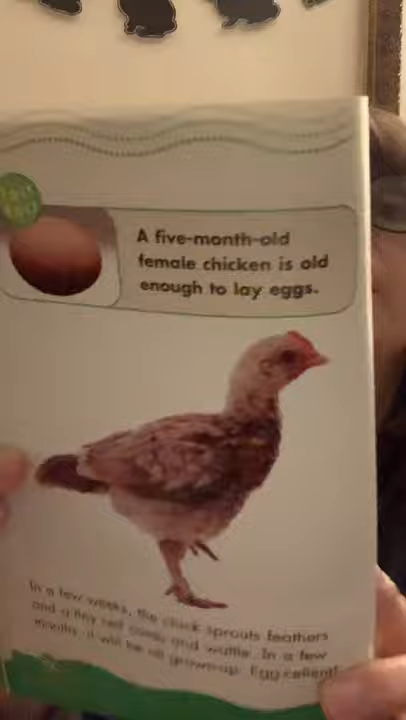 A five-month-old
female chicken is old
enough to lay eggs.
In a few weeks, the chick sprouts feathers
and a tiny red comb and wattle. In a few
months, it will be all grown-up. Egg-cellent!